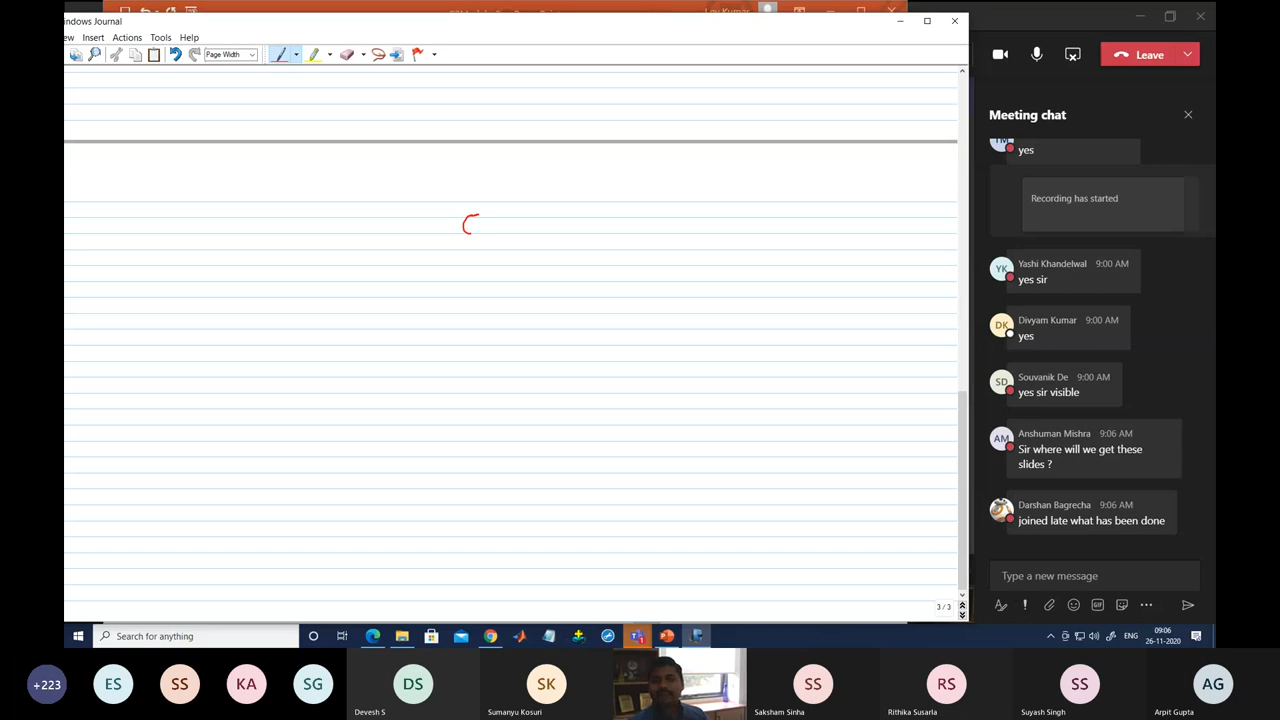 indows Journal
ew Insert Actions Tools Help
Page Width
Leave
Meeting chat
yes
Recording has started
YK Yashi Khandelwal 9:00 AM
yes sir
DK Divyam Kumar 9:00 AM
yes
SD Souvanik De 9:00 AM
yes sir visible
AM Anshuman Mishra 9:06 AM
Sir where will we get these
slides ?
Darshan Bagrecha 9:06 AM
joined late what has been done
Type a new message
GIF
3 / 3
Search for anything
ENG
09:06
26-11-2020
+223 ES SS KA SG DS SK SS RS SS AG
Devesh S Sumanyu Kosuri Saksham Sinha Rithika Susarla Suyash Singh Arpit Gupta